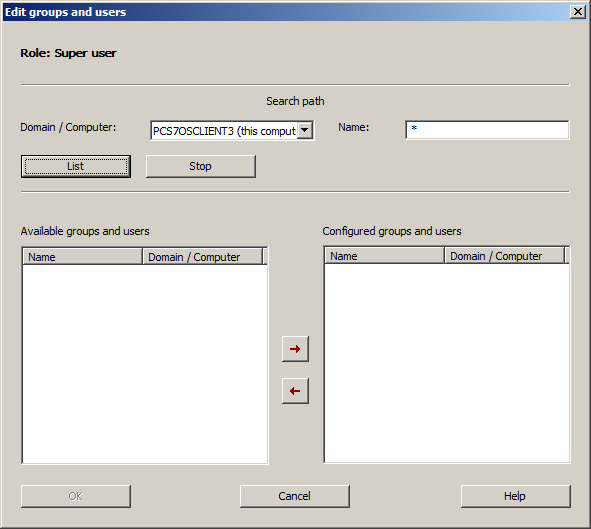 Edit groups and users
Role: Super user
Search path
Domain / Computer:
PCS7OSCLIENT3 (this comput
Name:
*
List
Stop
Available groups and users
Configured groups and users
Name
Domain / Computer
Name
Domain / Computer
OK
Cancel
Help